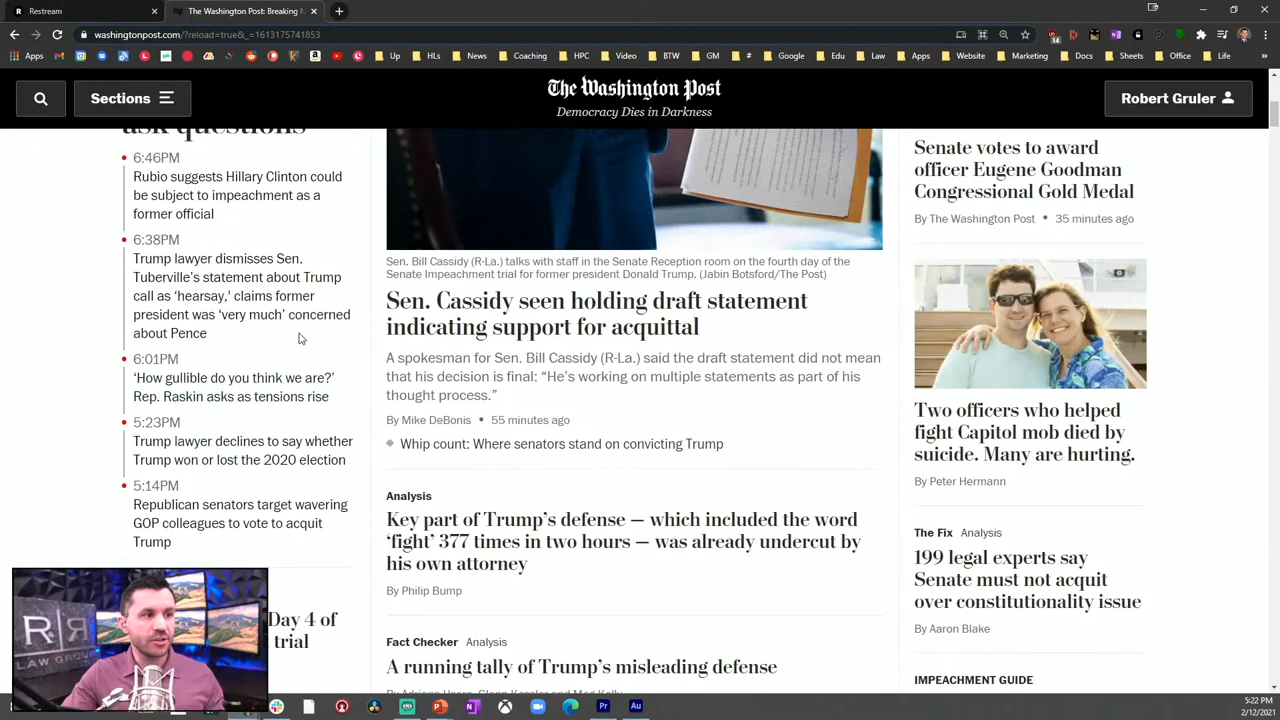 Restream
The Washington Post: Breaking N
washingtonpost.com/?reload=true&_=1613175741853
Up
HLs
News
Coaching
HPC
Video
BTW
GM
#
Google
Edu
Law
Apps
Website
Marketing
Docs
Sheets
Office
Life
Sections
The Washington Post
Democracy Dies in Darkness
Robert Gruler
ask questions
6:46PM
Rubio suggests Hillary Clinton could
be subject to impeachment as a
former official
6:38PM
Trump lawyer dismisses Sen.
Tuberville's statement about Trump
call as ‘hearsay,' claims former
president was ‘very much’ concerned
about Pence
6:01PM
‘How gullible do you think we are?’
Rep. Raskin asks as tensions rise
5:23PM
Trump lawyer declines to say whether
Trump won or lost the 2020 election
5:14PM
Republican senators target wavering
GOP colleagues to vote to acquit
Trump
Day 4 of
trial
R R
LAW GROUP
Sen. Bill Cassidy (R-La.) talks with staff in the Senate Reception room on the fourth day of the
Senate Impeachment trial for former president Donald Trump. (Jabin Botsford/The Post)
Sen. Cassidy seen holding draft statement
indicating support for acquittal
A spokesman for Sen. Bill Cassidy (R-La.) said the draft statement did not mean
that his decision is final: “He’s working on multiple statements as part of his
thought process.”
By Mike DeBonis • 55 minutes ago
Whip count: Where senators stand on convicting Trump
Analysis
Key part of Trump’s defense — which included the word
‘fight’ 377 times in two hours — was already undercut by
his own attorney
By Philip Bump
Fact Checker Analysis
A running tally of Trump’s misleading defense
Senate votes to award
officer Eugene Goodman
Congressional Gold Medal
By The Washington Post • 35 minutes ago
Two officers who helped
fight Capitol mob died by
suicide. Many are hurting.
By Peter Hermann
The Fix Analysis
199 legal experts say
Senate must not acquit
over constitutionality issue
By Aaron Blake
IMPEACHMENT GUIDE
5:22 PM
2/12/2021